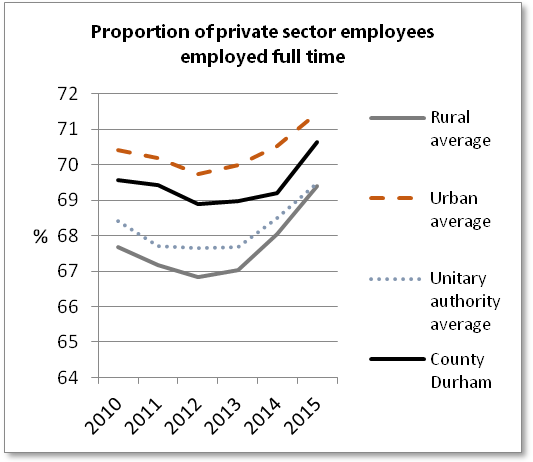 Proportion of private sector employees
employed full time
72
71
70
69
68
67
66
65
64
%
2010
2011
2012
2013
2014
2015
Rural
average
Urban
average
Unitary
authority
average
County
Durham